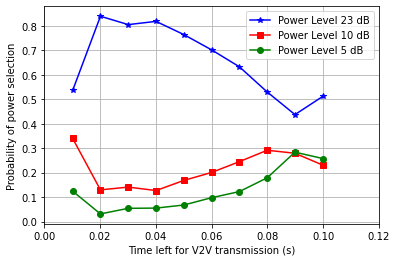 Power Level 23 dB
Power Level 10 dB
Power Level 5 dB
Probability of power selection
0.8
0.7
0.6
0.5
0.4
0.3
0.2
0.1
0.0
0.00 0.02 0.04 0.06 0.08 0.10 0.12
Time left for V2V transmission (s)